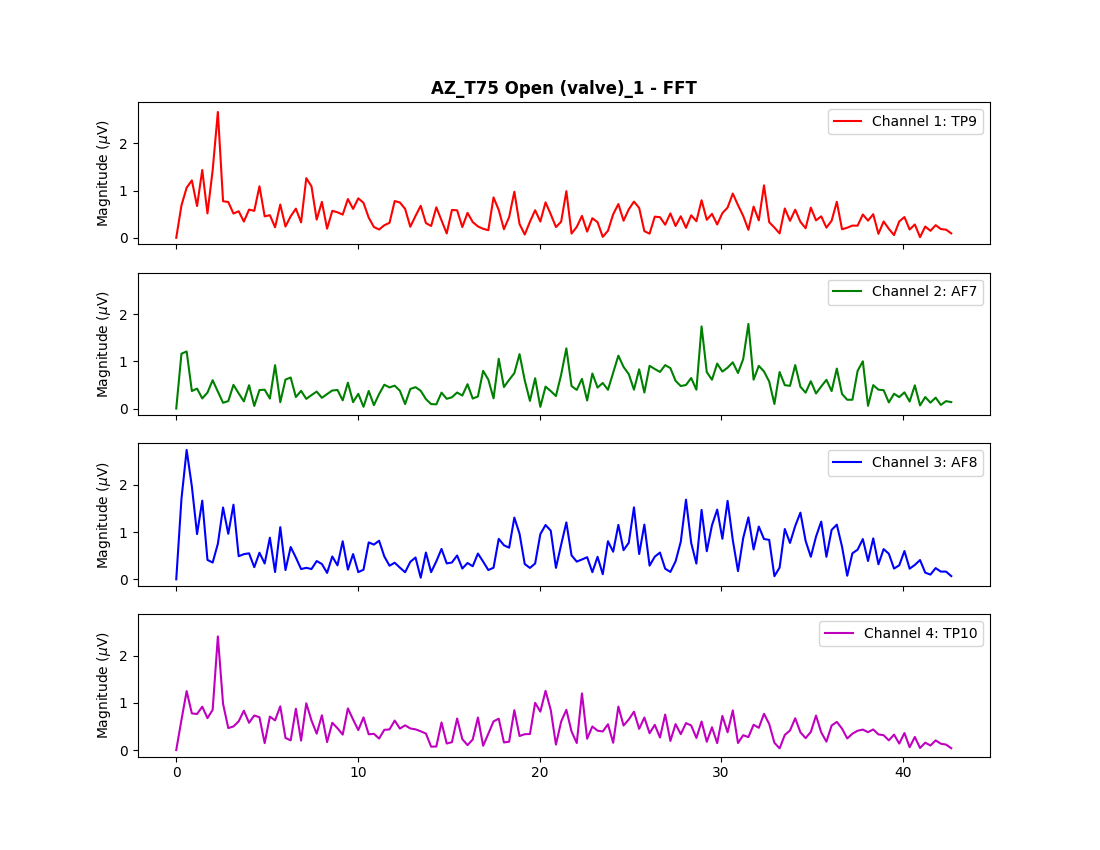 AZ_T75 Open (valve)_1 - FFT
Magnitude (μV)
2
1
0
Channel 1: TP9
Magnitude (μV)
2
1
0
Channel 2: AF7
Magnitude (μV)
2
1
0
Channel 3: AF8
Magnitude (μV)
2
1
0
Channel 4: TP10
0 10 20 30 40